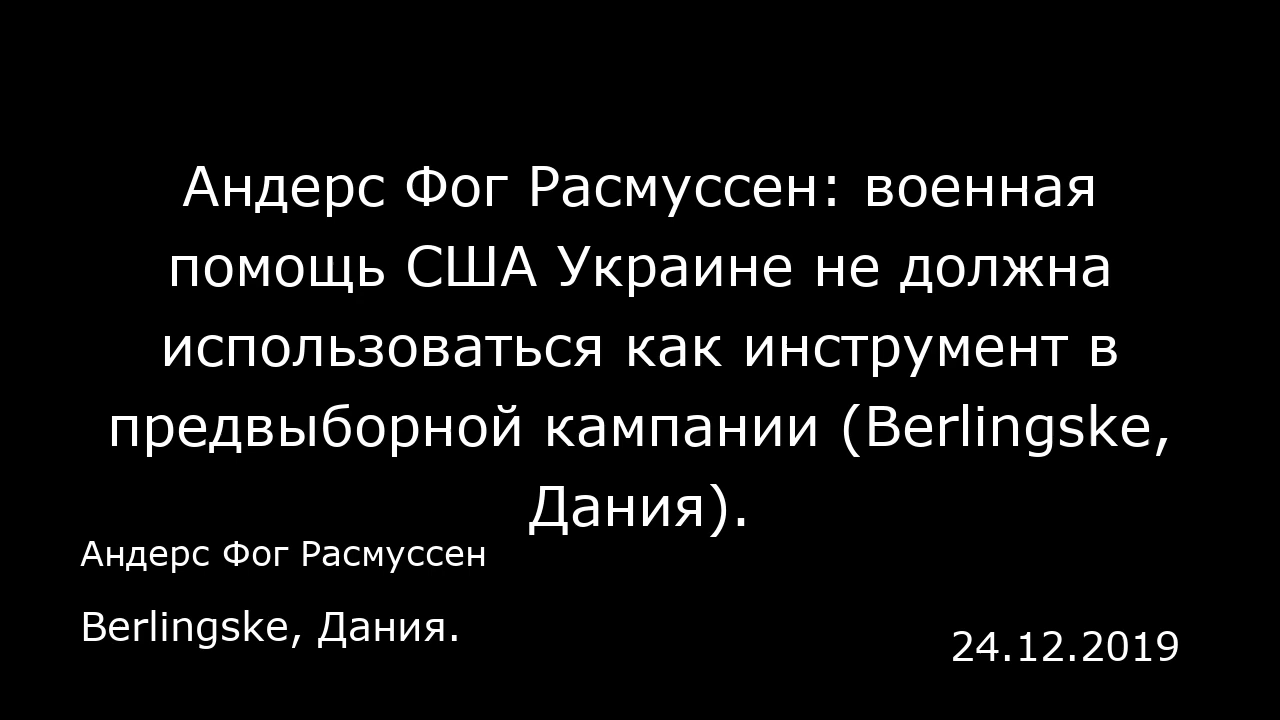 Андерс Фог Расмуссен: военная
помощь США Украине не должна
использоваться как инструмент в
предвыборной кампании (Berlingske,
Дания).
Андерс Фог Расмуссен
Berlingske, Дания.
24.12.2019